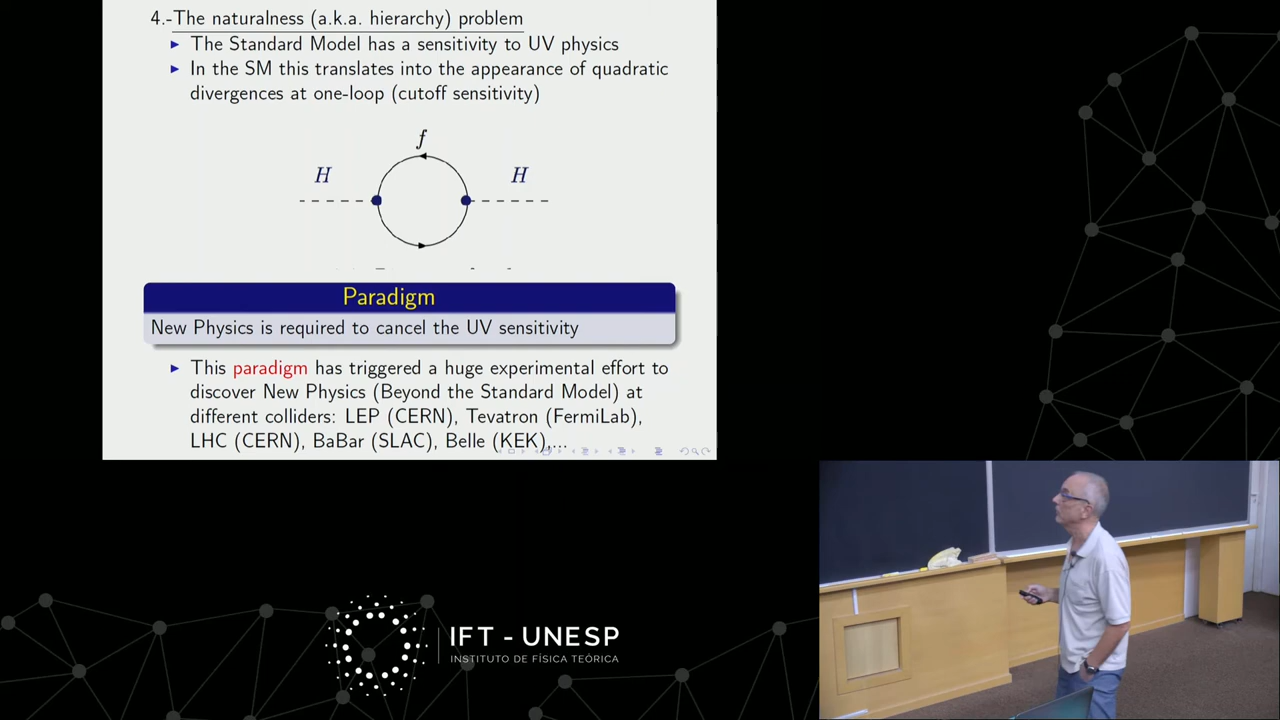 4.-The naturalness (a.k.a. hierarchy) problem
▶ The Standard Model has a sensitivity to UV physics
▶ In the SM this translates into the appearance of quadratic
divergences at one-loop (cutoff sensitivity)
f
H H
Paradigm
New Physics is required to cancel the UV sensitivity
▶ This paradigm has triggered a huge experimental effort to
discover New Physics (Beyond the Standard Model) at
different colliders: LEP (CERN), Tevatron (FermiLab),
LHC (CERN), BaBar (SLAC), Belle (KEK),...
IFT - UNESP
INSTITUTO DE FÍSICA TEÓRICA